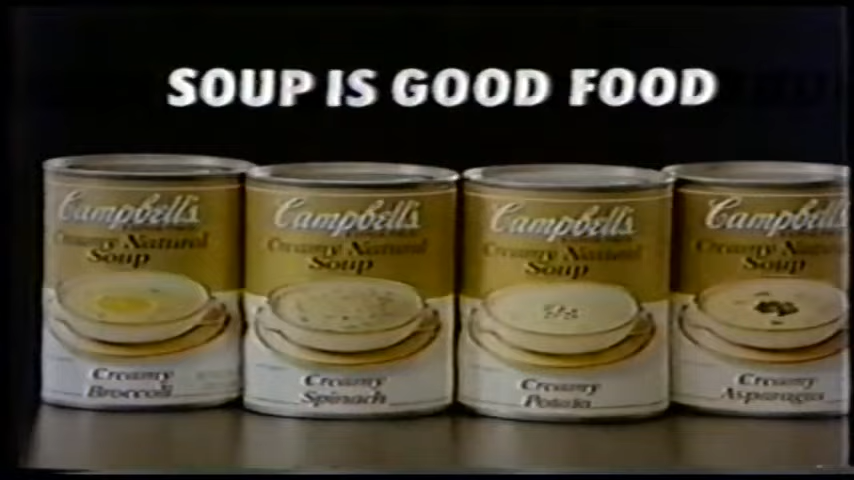 SOUP IS GOOD FOOD
Campbell's
Creamy Natural
Soup
Creamy
Broccoli
Campbell's
Creamy Natural
Soup
Creamy
Spinach
Campbell's
Creamy Natural
Soup
Creamy
Potato
Campbell's
Creamy Natural
Soup
Creamy
Asparagus